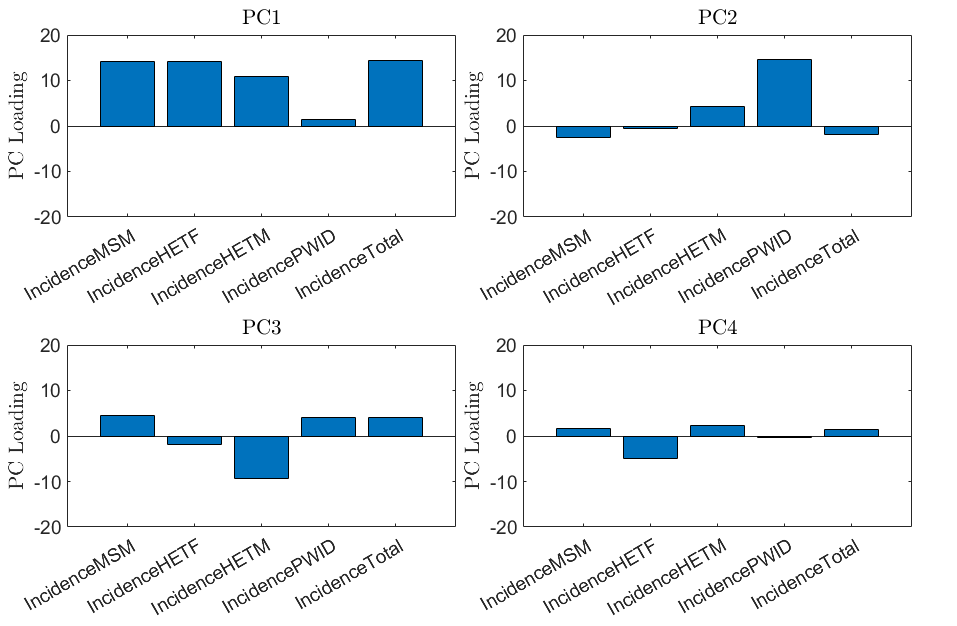 PC1
PC Loading
20
10
0
-10
-20
IncidenceMSM
IncidenceHETF
IncidenceHETM
IncidencePWID
IncidenceTotal
PC2
PC Loading
20
10
0
-10
-20
IncidenceMSM
IncidenceHETF
IncidenceHETM
IncidencePWID
IncidenceTotal
PC3
PC Loading
20
10
0
-10
-20
IncidenceMSM
IncidenceHETF
IncidenceHETM
IncidencePWID
IncidenceTotal
PC4
PC Loading
20
10
0
-10
-20
IncidenceMSM
IncidenceHETF
IncidenceHETM
IncidencePWID
IncidenceTotal